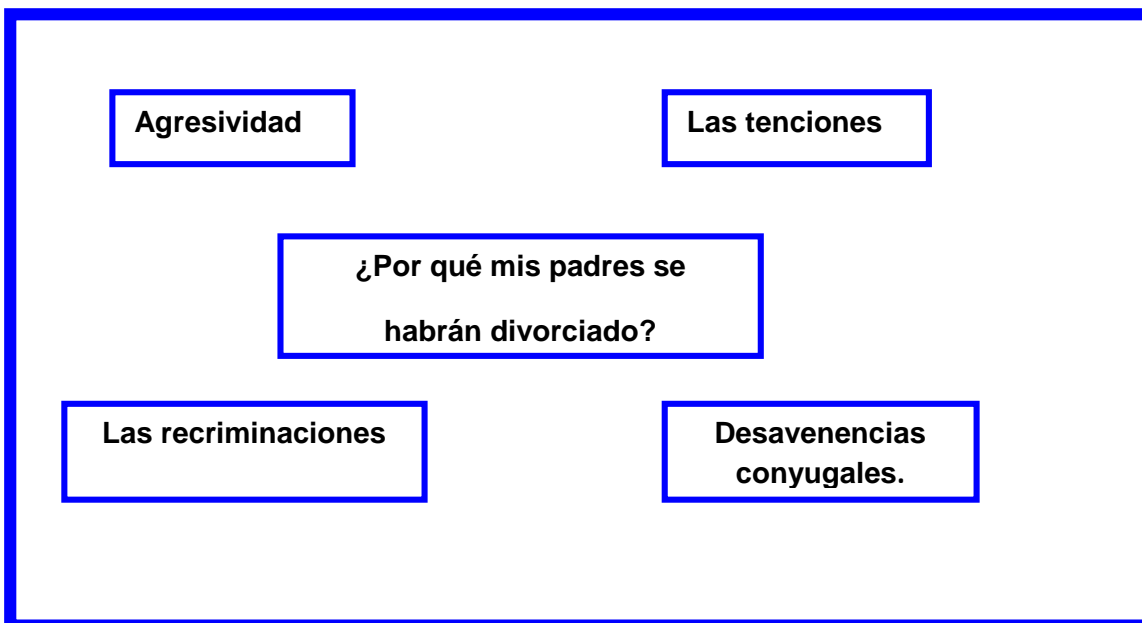 Agresividad
Las tenciones
¿Por qué mis padres se
habrán divorciado?
Las recriminaciones
Desavenencias
conyugales.